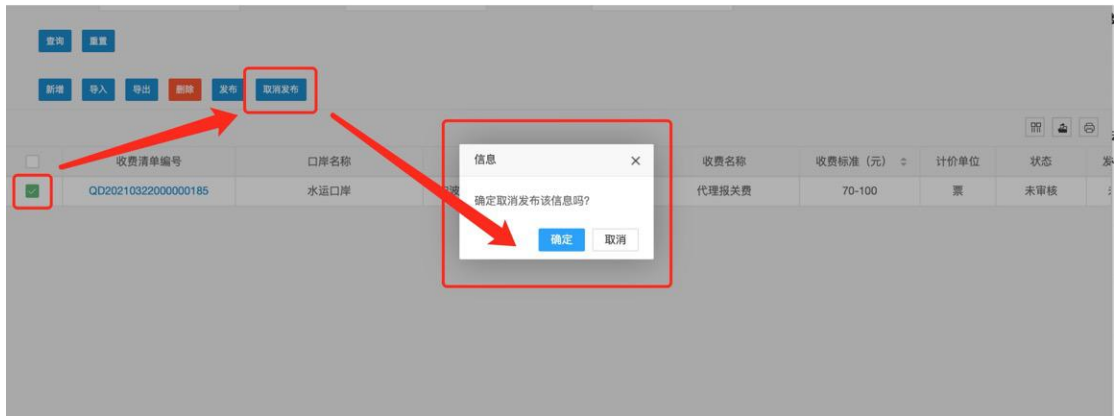 查询 重置
新增 导入 导出 删除 发布 取消发布
收费清单编号 口岸名称 收费名称 收费标准（元） 计价单位 状态
QD20210322000000185 水运口岸 波 代理报关费 70-100 票 未审核
信息
确定取消发布该信息吗?
确定 取消